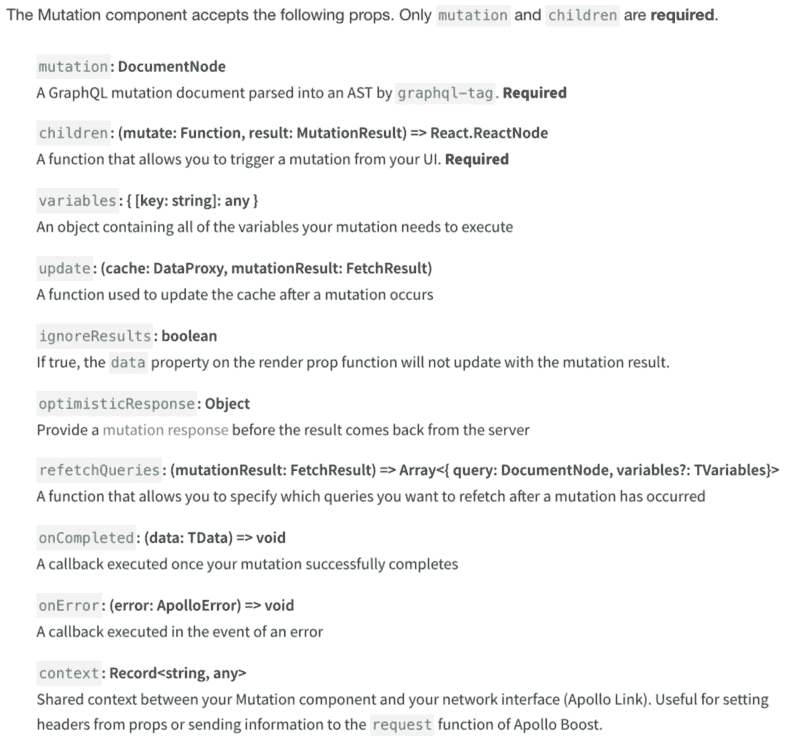 The Mutation component accepts the following props. Only mutation and children are required.
mutation: DocumentNode
A GraphQL mutation document parsed into an AST by graphql-tag. Required
children: (mutate: Function, result: MutationResult) => React.ReactNode
A function that allows you to trigger a mutation from your UI. Required
variables: { [key: string]: any }
An object containing all of the variables your mutation needs to execute
update: (cache: DataProxy, mutationResult: FetchResult)
A function used to update the cache after a mutation occurs
ignoreResults: boolean
If true, the data property on the render prop function will not update with the mutation result.
optimisticResponse: Object
Provide a mutation response before the result comes back from the server
refetchQueries: (mutationResult: FetchResult) => Array<{ query: DocumentNode, variables?: TVariables}>
A function that allows you to specify which queries you want to refetch after a mutation has occurred
onCompleted: (data: TData) => void
A callback executed once your mutation successfully completes
onError: (error: ApolloError) => void
A callback executed in the event of an error
context: Record<string, any>
Shared context between your Mutation component and your network interface (Apollo Link). Useful for setting
headers from props or sending information to the request function of Apollo Boost.